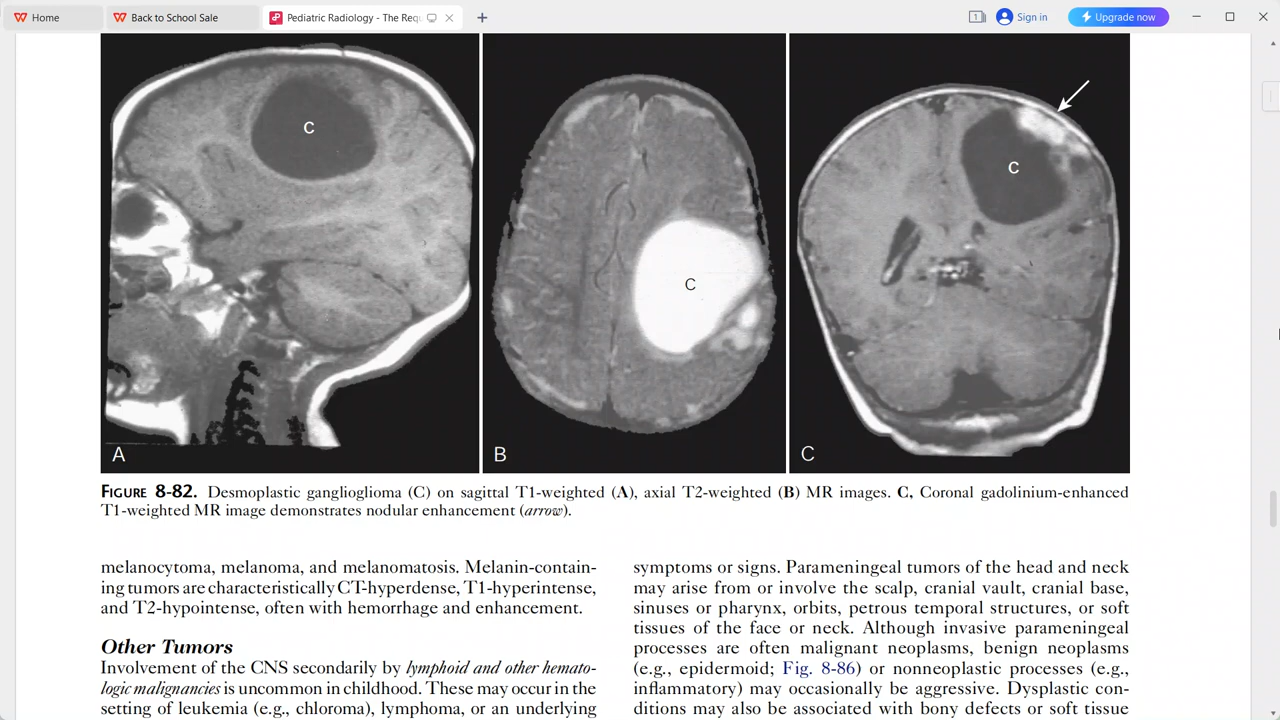 Home
Back to School Sale
Pediatric Radiology - The Requ
1
Sign in
Upgrade now
C
C
C
A
B
C
FIGURE 8-82. Desmoplastic ganglioglioma (C) on sagittal T1-weighted (A), axial T2-weighted (B) MR images. C, Coronal gadolinium-enhanced
T1-weighted MR image demonstrates nodular enhancement (arrow).
melanocytoma, melanoma, and melanomatosis. Melanin-contain-
ing tumors are characteristically CT-hyperdense, T1-hyperintense,
and T2-hypointense, often with hemorrhage and enhancement.
Other Tumors
Involvement of the CNS secondarily by lymphoid and other hemato-
logic malignancies is uncommon in childhood. These may occur in the
setting of leukemia (e.g., chloroma), lymphoma, or an underlying
symptoms or signs. Parameningeal tumors of the head and neck
may arise from or involve the scalp, cranial vault, cranial base,
sinuses or pharynx, orbits, petrous temporal structures, or soft
tissues of the face or neck. Although invasive parameningeal
processes are often malignant neoplasms, benign neoplasms
(e.g., epidermoid; Fig. 8-86) or nonneoplastic processes (e.g.,
inflammatory) may occasionally be aggressive. Dysplastic con-
ditions may also be associated with bony defects or soft tissue